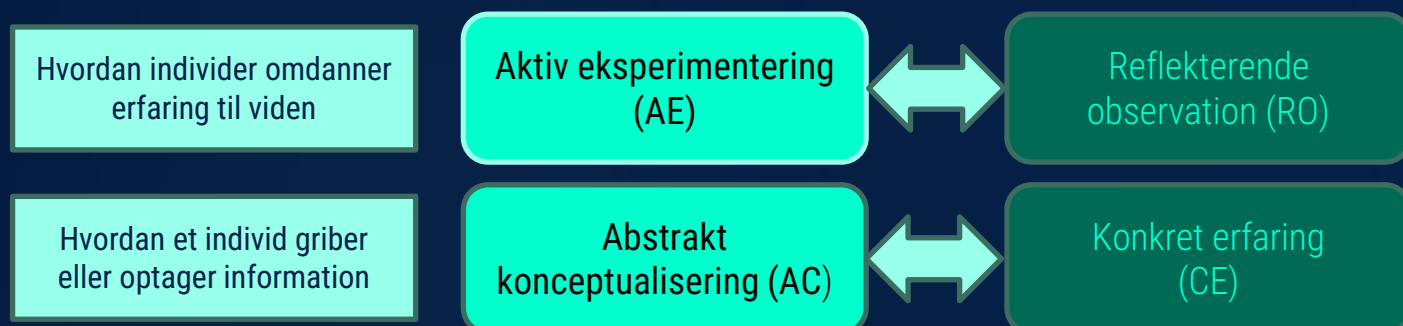 Hvordan individer omdanner
erfaring til viden
Aktiv eksperimentering
(AE)
Reflekterende
observation (RO)
Hvordan et individ griber
eller optager information
Abstrakt
konceptualisering (AC)
Konkret erfaring
(CE)